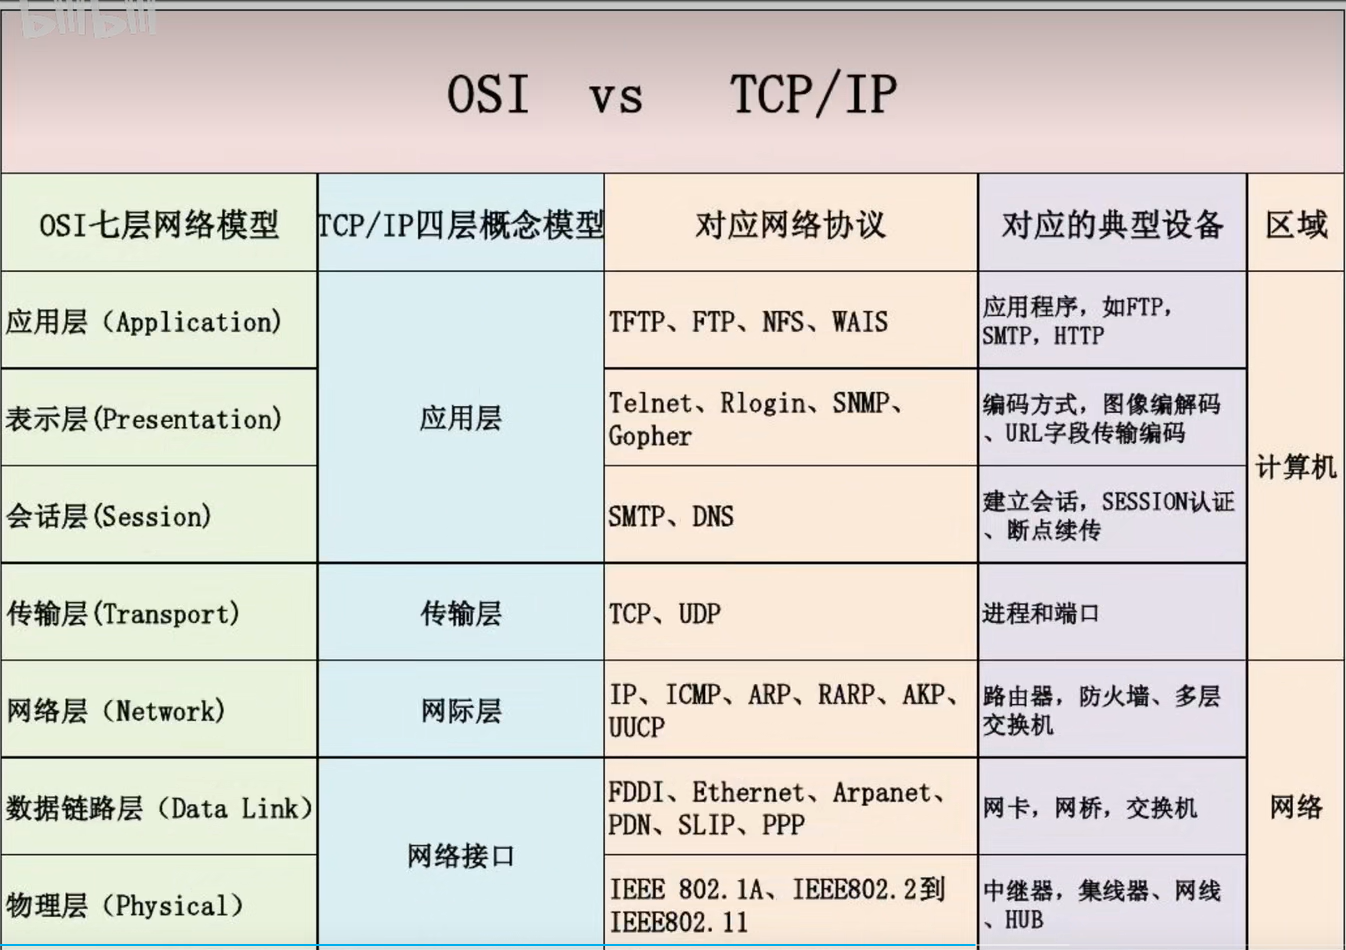 bilibili
OSI vs TCP/IP
OSI七层网络模型
TCP/IP四层概念模型
对应网络协议
对应的典型设备
区域
应用层（Application)
应用层
TFTP、FTP、NFS、WAIS
应用程序，如FTP，
SMTP，HTTP
计算机
表示层(Presentation)
Telnet、Rlogin、SNMP、
Gopher
编码方式，图像编解码
、URL字段传输编码
会话层(Session)
SMTP、DNS
建立会话，SESSION认证
、断点续传
传输层(Transport)
传输层
TCP、UDP
进程和端口
网络层（Network)
网际层
IP、ICMP、ARP、RARP、AKP、
UUCP
路由器，防火墙、多层
交换机
网络
数据链路层（Data Link）
网络接口
FDDI、Ethernet、Arpanet、
PDN、SLIP、PPP
网卡，网桥，交换机
物理层（Physical）
IEEE 802.1A、IEEE802.2到
IEEE802.11
中继器，集线器、网线
、HUB